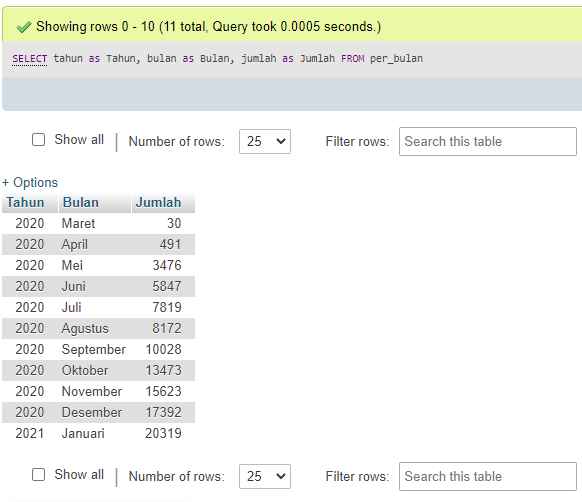 Showing rows 0 - 10 (11 total, Query took 0.0005 seconds.)
SELECT tahun as Tahun, bulan as Bulan, jumlah as Jumlah FROM per_bulan
Show all | Number of rows: 25 Filter rows: Search this table
+ Options
Tahun Bulan Jumlah
2020 Maret 30
2020 April 491
2020 Mei 3476
2020 Juni 5847
2020 Juli 7819
2020 Agustus 8172
2020 September 10028
2020 Oktober 13473
2020 November 15623
2020 Desember 17392
2021 Januari 20319
Show all | Number of rows: 25 Filter rows: Search this table